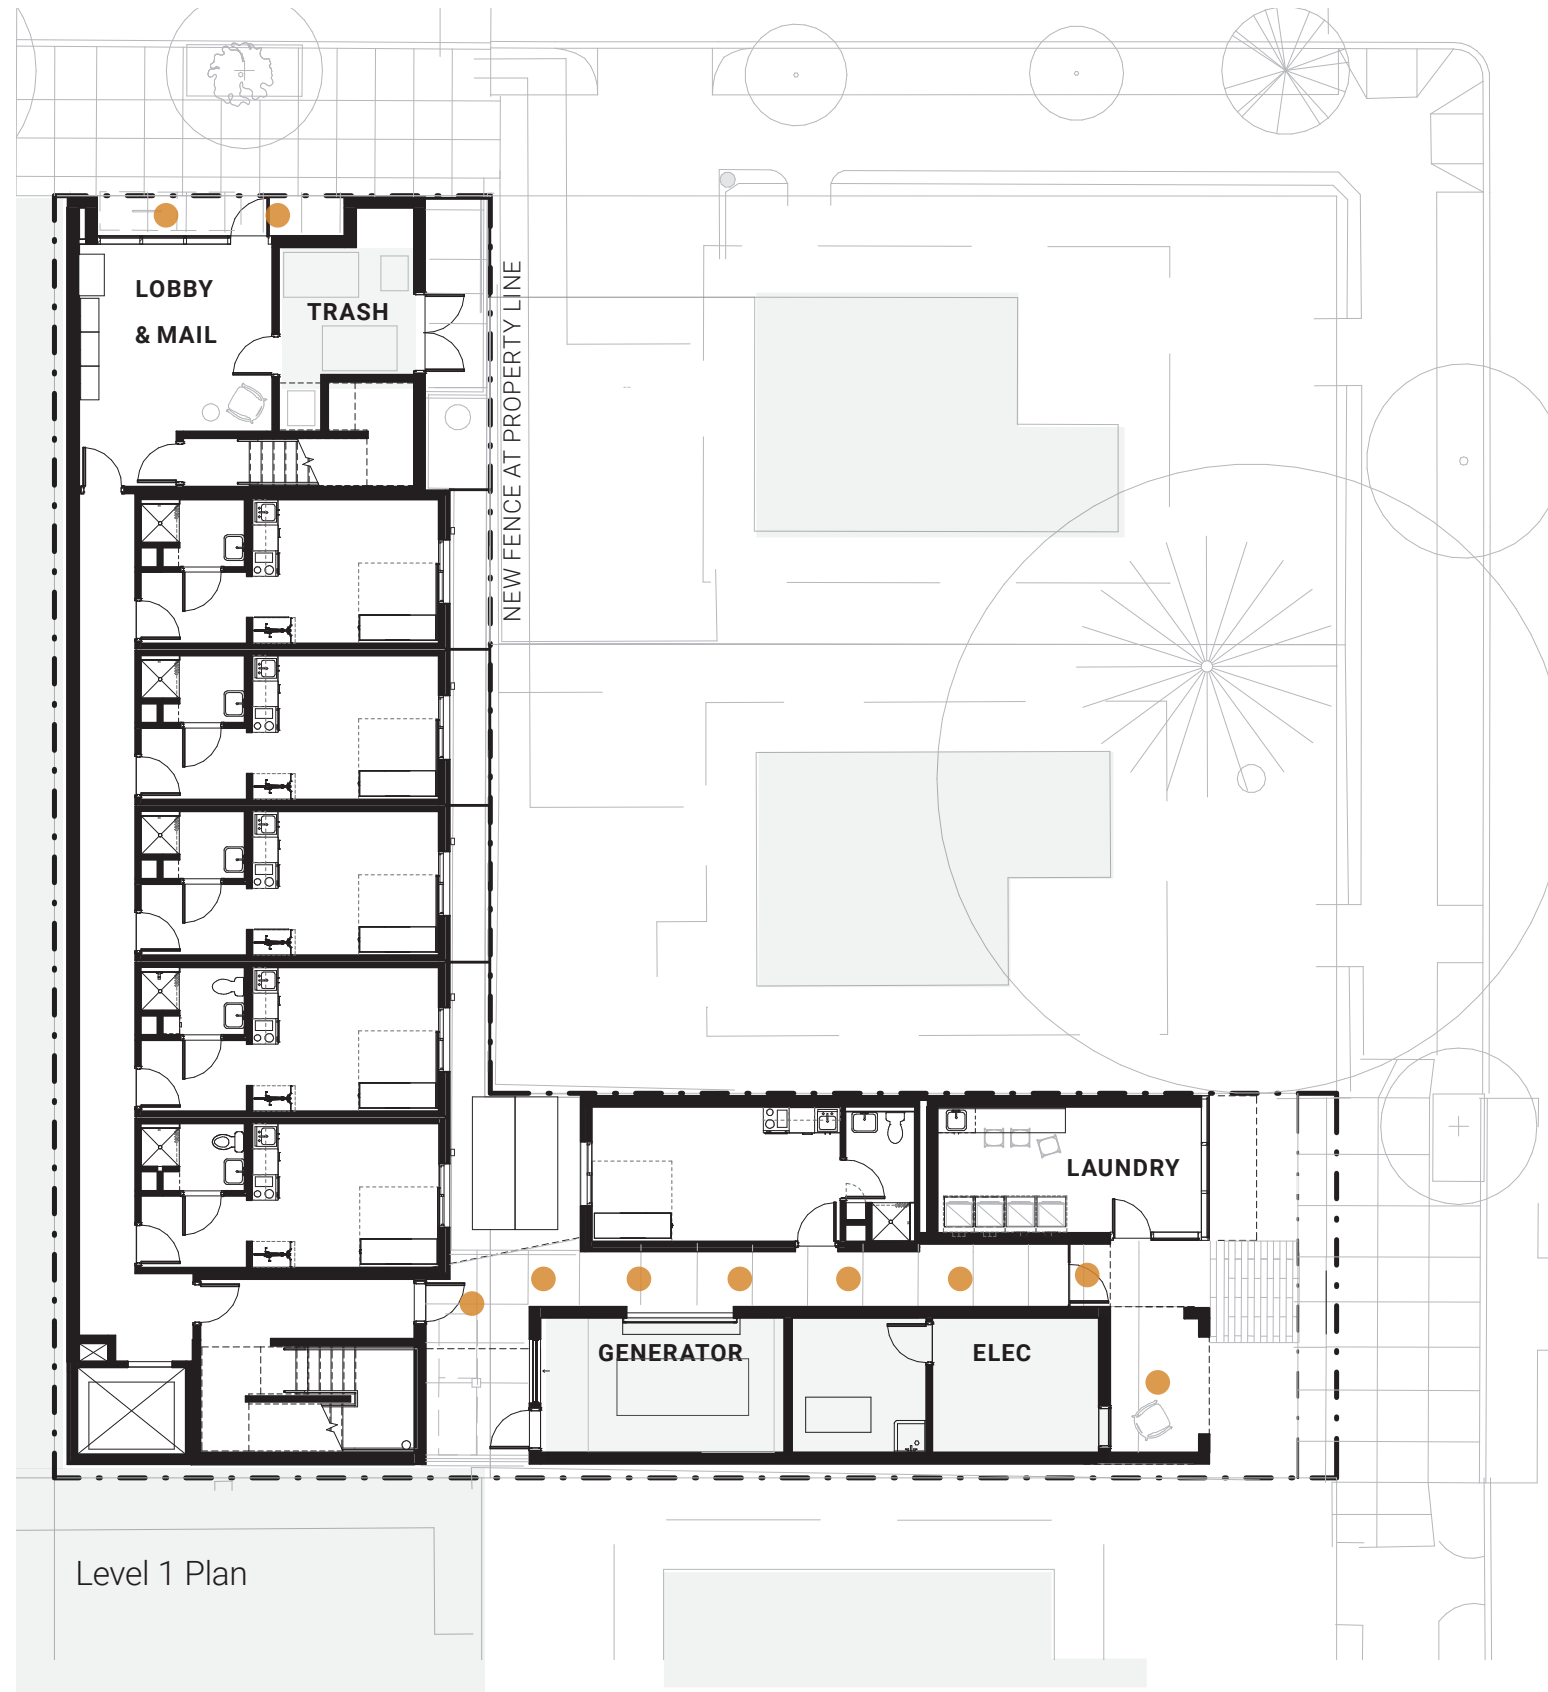 LOBBY
& MAIL
TRASH
NEW FENCE AT PROPERTY LINE
LAUNDRY
GENERATOR
ELEC
Level 1 Plan